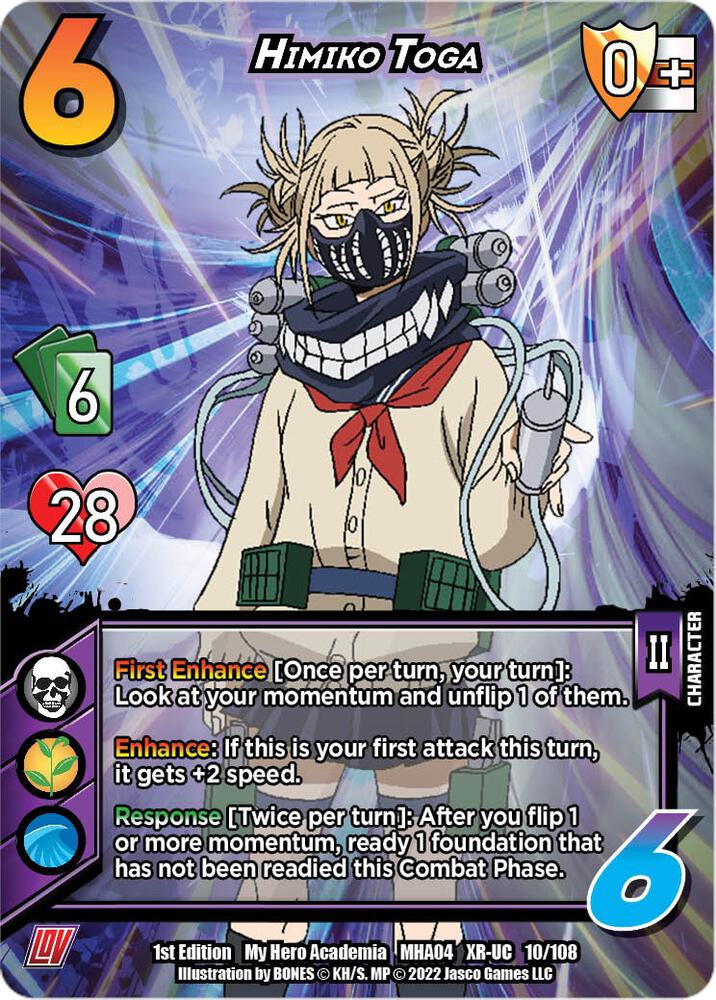 6
HIMIKO TOGA
0
+
6
28
II
CHARACTER
First Enhance [Once per turn, your turn]:
Look at your momentum and unflip 1 of them.
Enhance: If this is your first attack this turn,
it gets +2 speed.
Response [Twice per turn]: After you flip 1
or more momentum, ready 1 foundation that
has not been readied this Combat Phase.
6
LOV
1st Edition My Hero Academia MHA04 XR-UC 10/108
Illustration by BONES © KH/S. MP © 2022 Jasco Games LLC